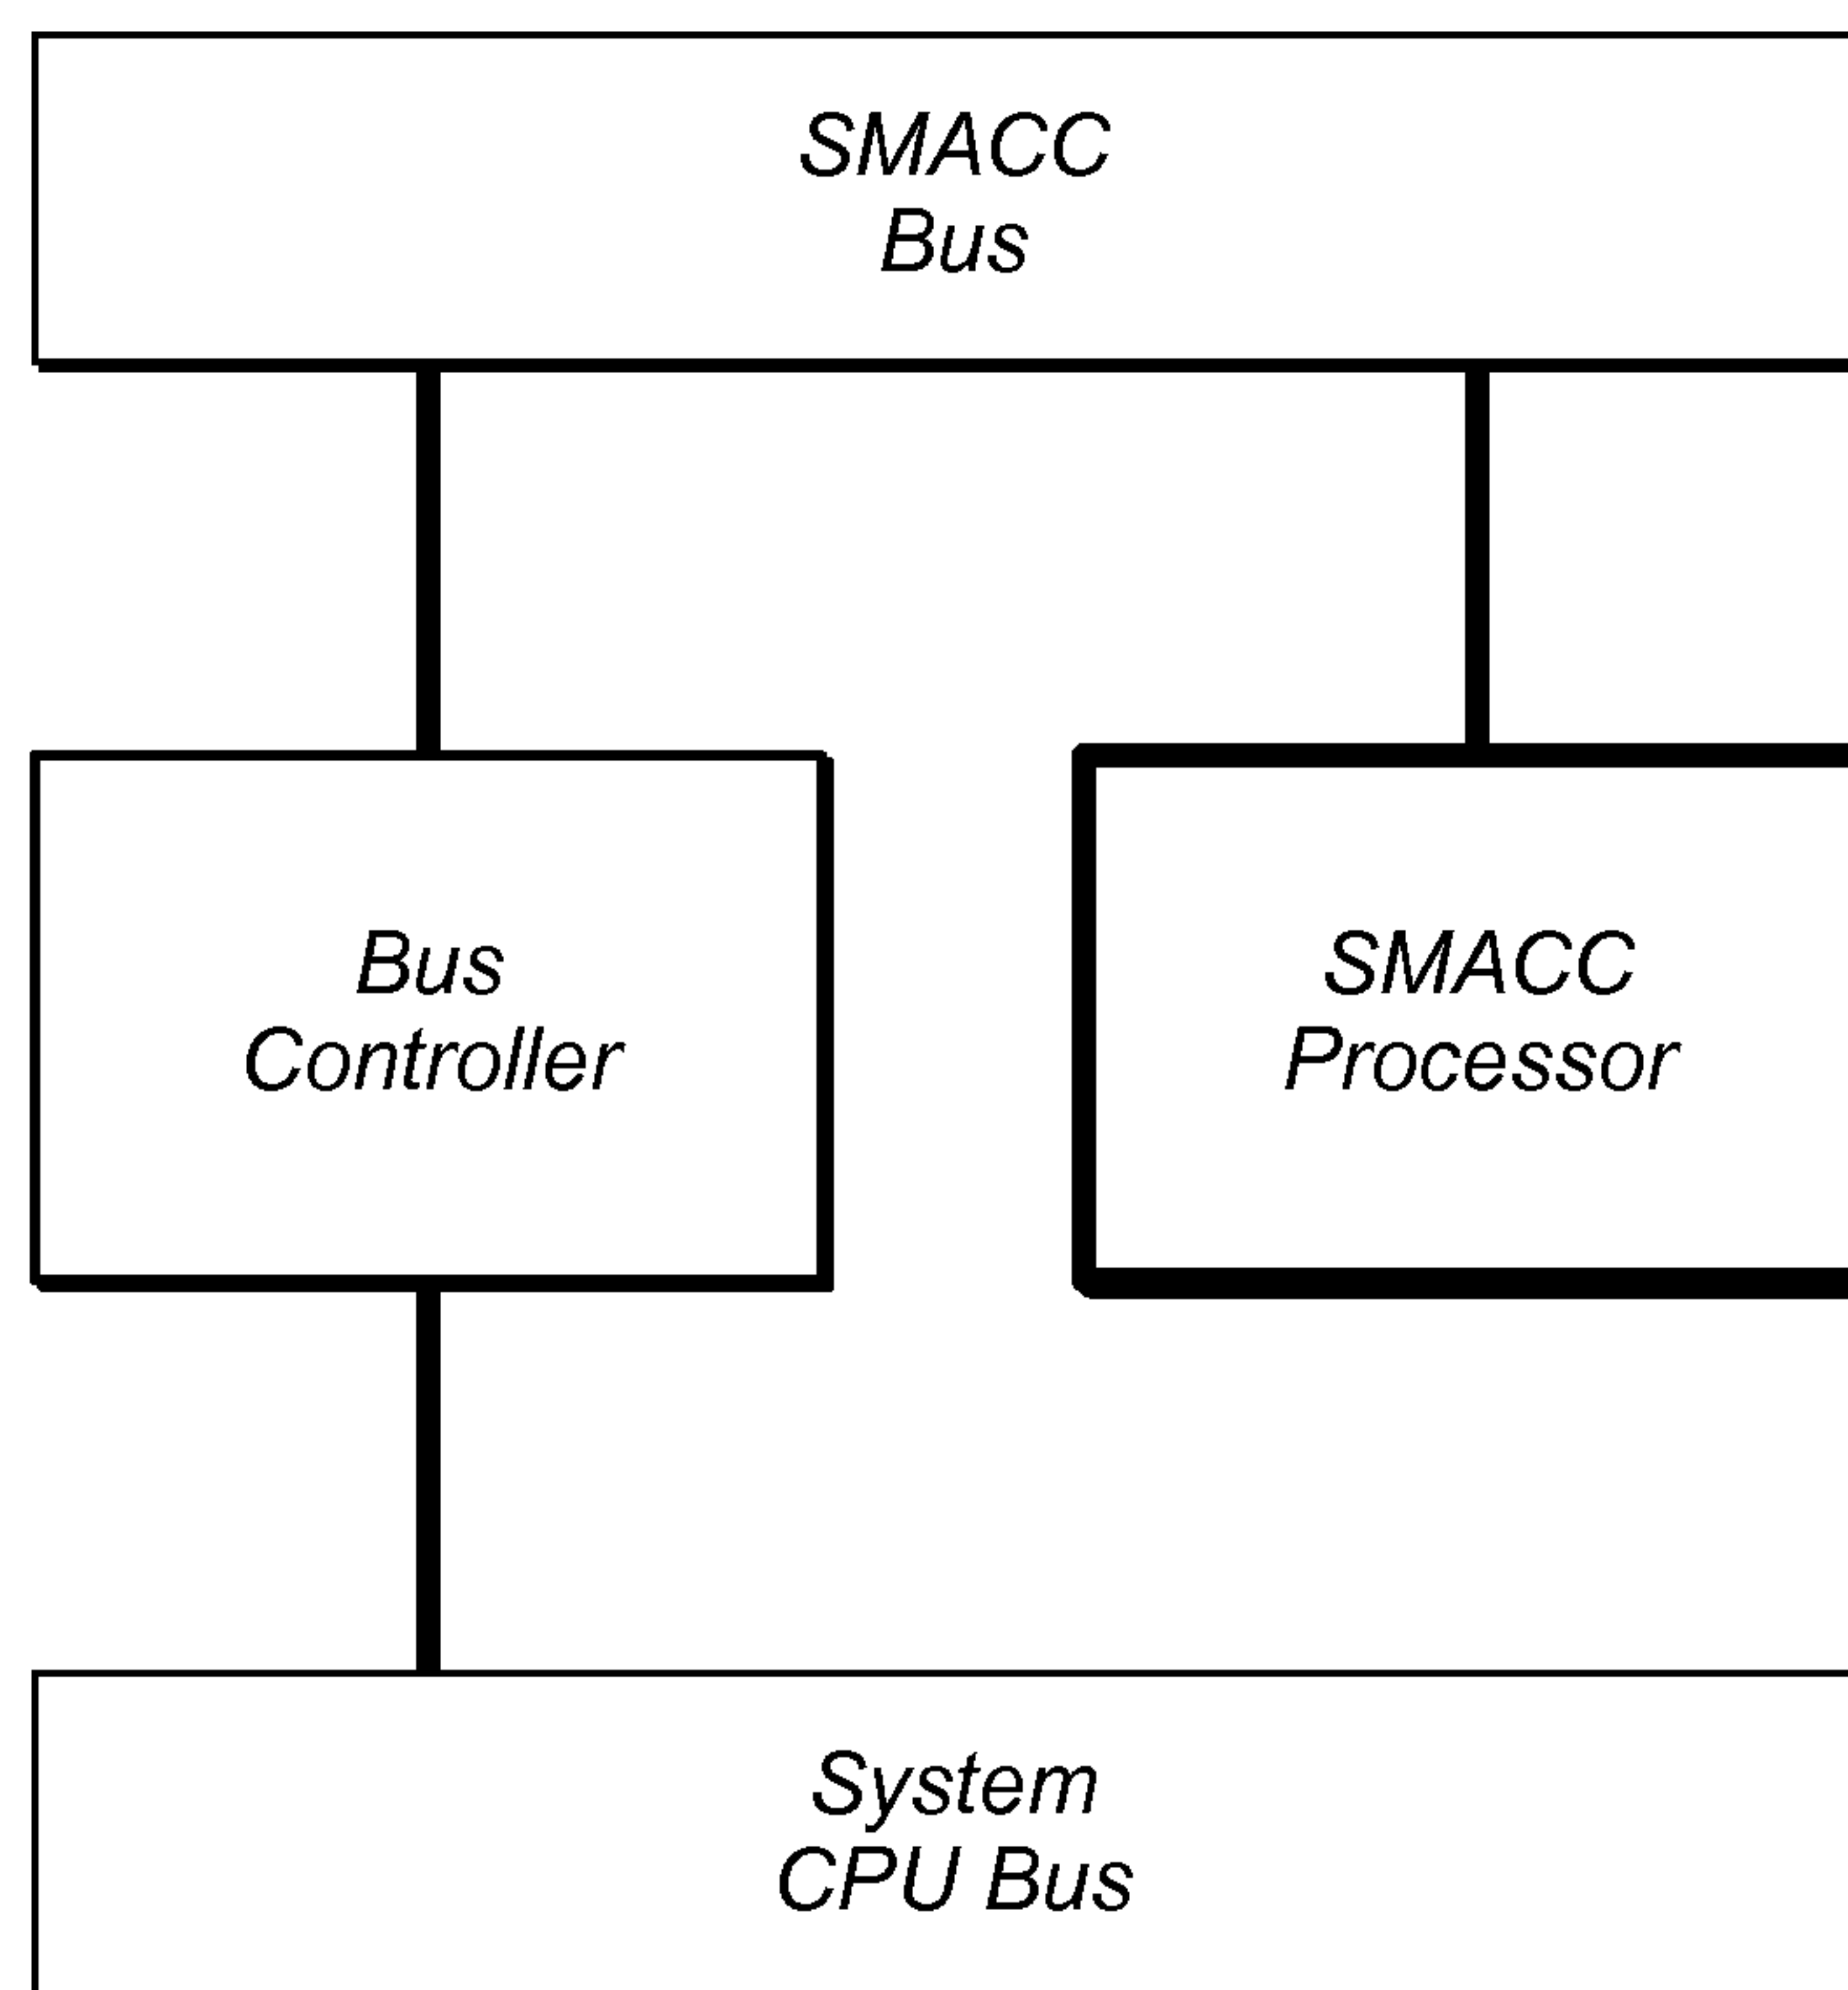 SMACC
Bus
Bus
Controller
SMACC
Processor
System
CPU Bus